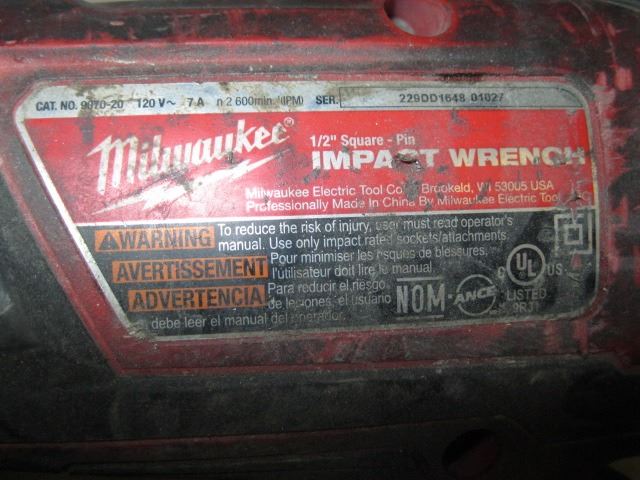 CAT. NO. 9070-20 120 V~ 7 A n 2 600min. (IPM) SER. 229DD1648 01027
Milwaukee®
1/2" Square - Pin
IMPACT WRENCH
Milwaukee Electric Tool Co Brookeld, WI 53005 USA
Professionally Made In China By Milwaukee Electric Tool
WARNING To reduce the risk of injury, user must read operator's
manual. Use only impact rated sockets/attachments.
AVERTISSEMENT Pour minimiser les risques de blessures,
l'utilisateur doit lire le manual.
ADVERTENCIA Para reducir el riesgo
de lesiones, el usuario
debe leer el manual del operador.
NOM ANCE
C UL US
LISTED